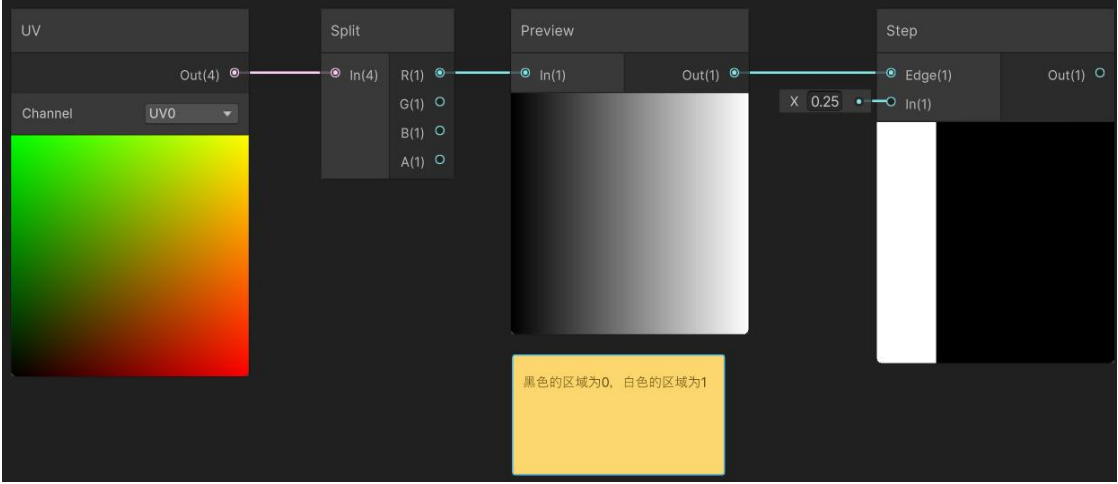 UV
Out(4)
Channel
UV0
Split
In(4)
R(1)
G(1)
B(1)
A(1)
Preview
In(1)
Out(1)
黑色的区域为0，白色的区域为1
X 0.25
Step
Edge(1)
In(1)
Out(1)